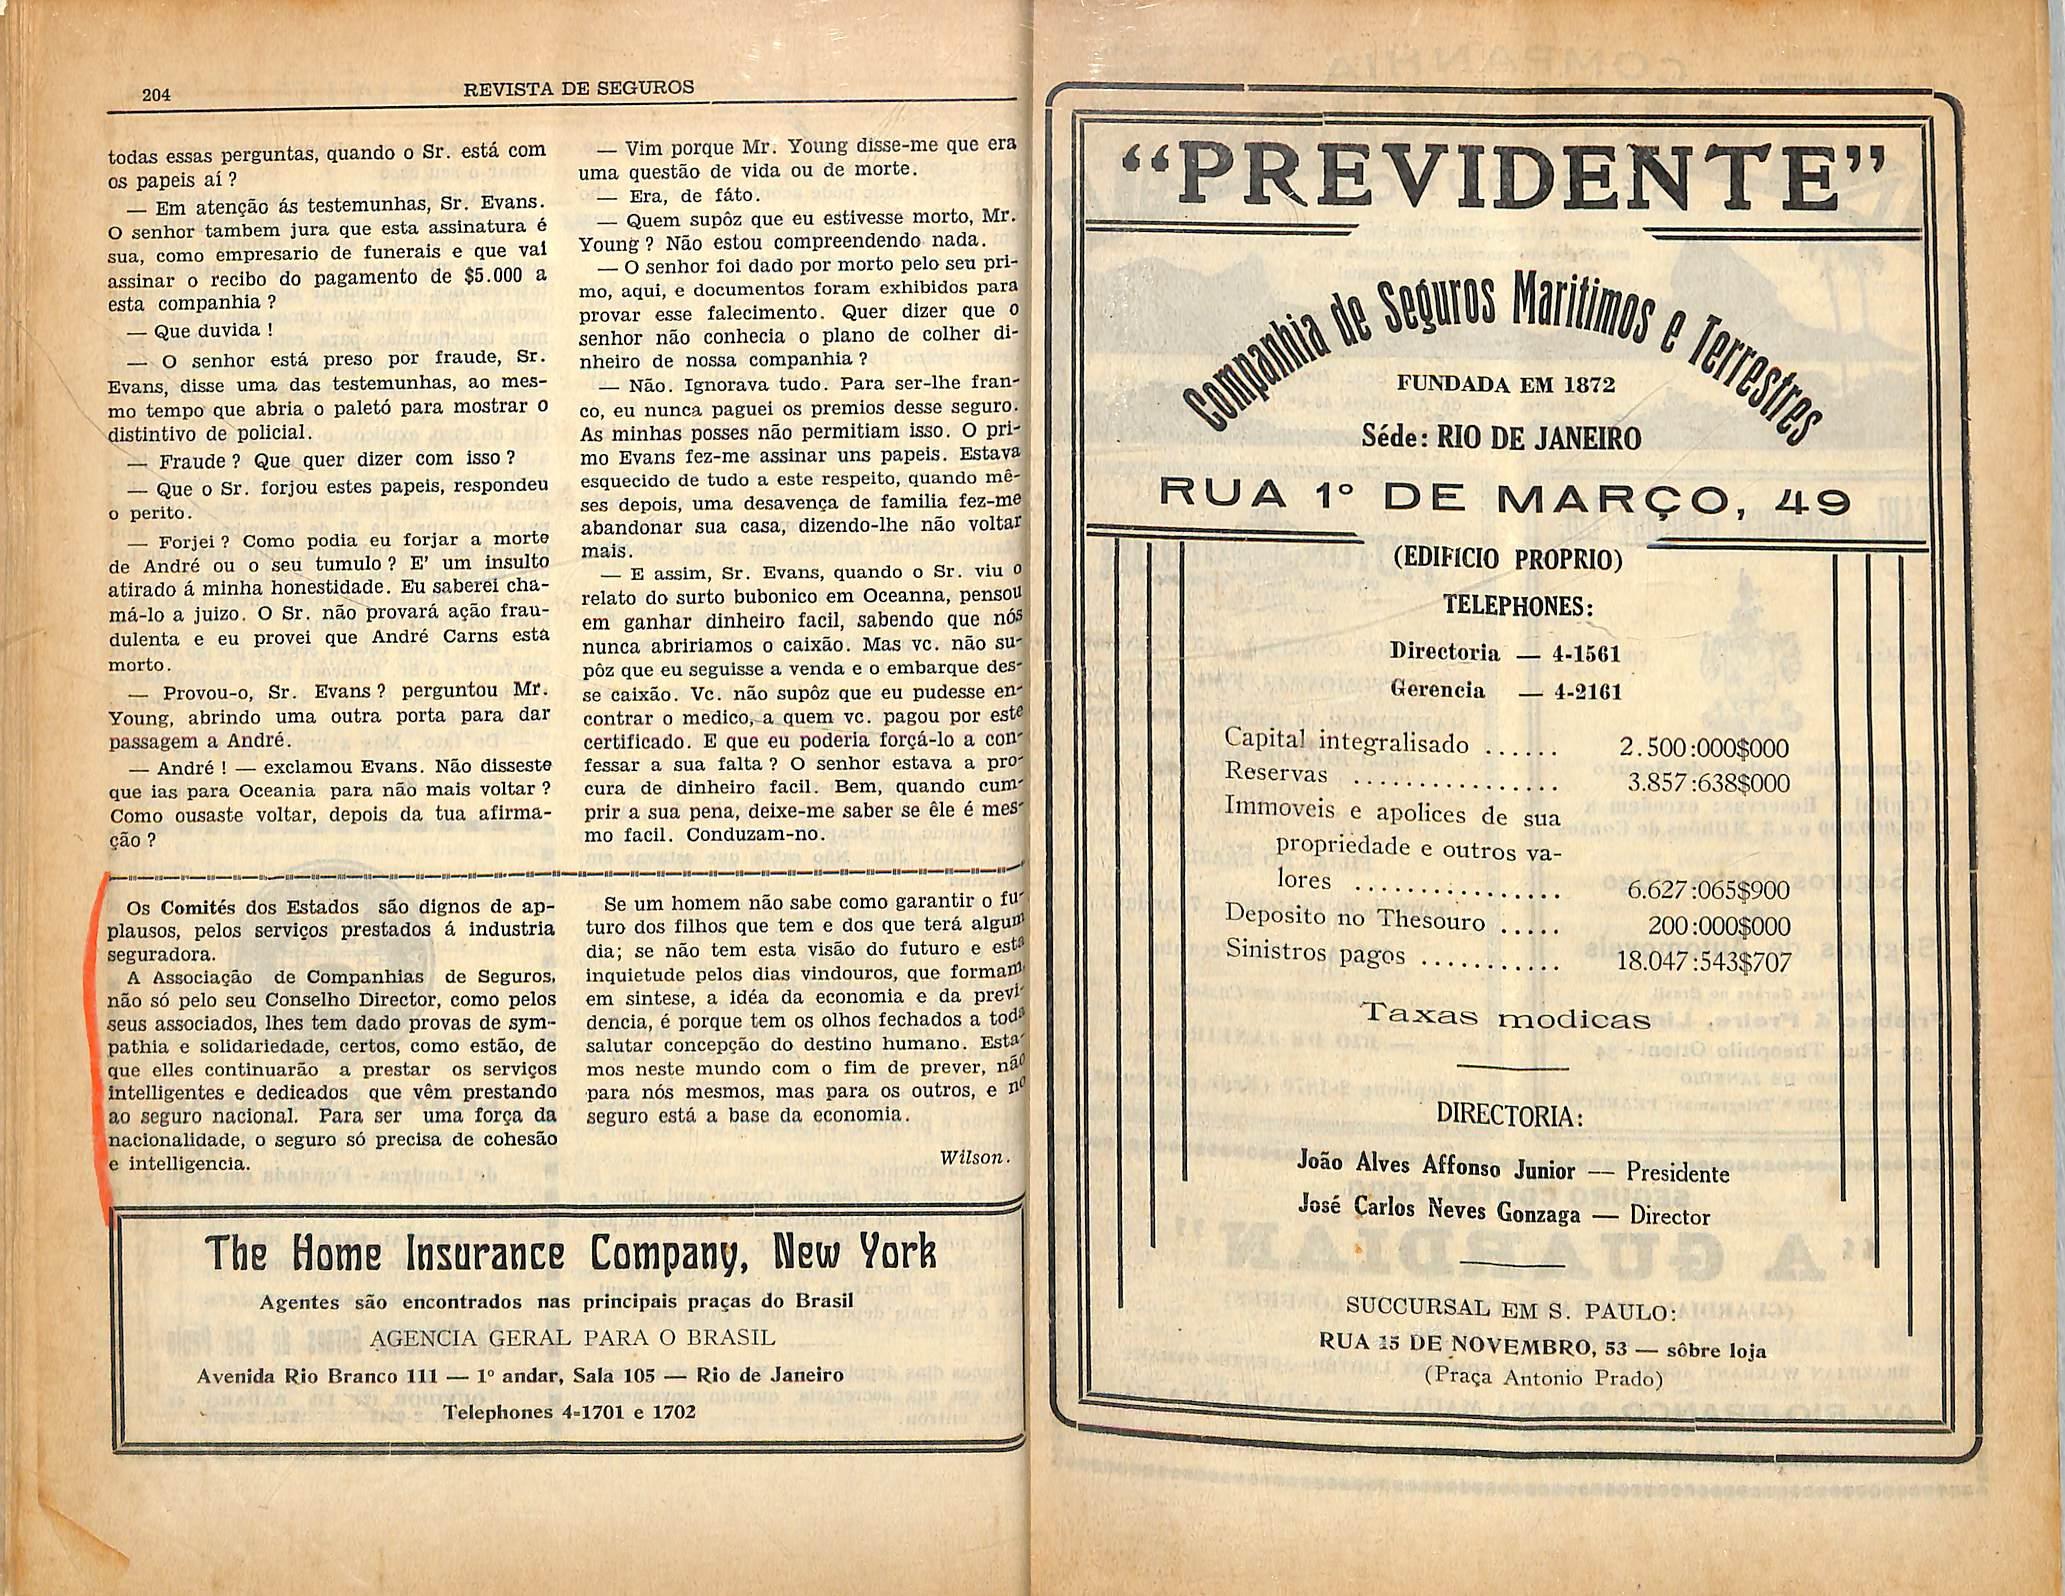 204
REVISTA DE SEGUROS
todas essas perguntas, quando o Sr. está com
os papeis aí ?
— Em atenção ás testemunhas, Sr. Evans.
O senhor tambem jura que esta assinatura é
sua, como empresario de funerais e que vai
assinar o recibo do pagamento de $5.000 a
esta companhia ?
— Que duvida !
— O senhor está preso por fraude, Sr.
Evans, disse uma das testemunhas, ao mes-
mo tempo que abria o paletó para mostrar o
distintivo de policial.
— Fraude ? Que quer dizer com isso ?
— Que o Sr. forjou estes papeis, respondeu
o perito.
— Forjei ? Como podia eu forjar a morte
de André ou o seu tumulo ? E' um insulto
atirado á minha honestidade. Eu saberei cha-
má-lo a juizo. O Sr. não provará ação frau-
dulenta e eu provei que André Carns está
morto.
— Provou-o, Sr. Evans ? perguntou Mr.
Young, abrindo uma outra porta para dar
passagem a André.
— André ! — exclamou Evans. Não disseste
que ias para Oceania para não mais voltar ?
Como ousaste voltar, depois da tua afirma-
ção ?
— Vim porque Mr. Young disse-me que era
uma questão de vida ou de morte.
— Era, de fáto.
— Quem supôz que eu estivesse morto, Mr.
Young ? Não estou compreendendo nada.
— O senhor foi dado por morto pelo seu pri-
mo, aqui, e documentos foram exhibidos para
provar esse falecimento. Quer dizer que o
senhor não conhecia o plano de colher di-
nheiro de nossa companhia ?
— Não. Ignorava tudo. Para ser-lhe fran-
co, eu nunca paguei os premios desse seguro.
As minhas posses não permitiam isso. O pri-
mo Evans fez-me assinar uns papeis. Estava
esquecido de tudo a este respeito, quando mê-
ses depois, uma desavença de familia fez-me
abandonar sua casa, dizendo-lhe não voltar
mais.
— E assim, Sr. Evans, quando o Sr. viu o
relato do surto bubonico em Oceanna, pensou
em ganhar dinheiro facil, sabendo que nós
nunca abririamos o caixão. Mas vc. não su-
pôz que eu seguisse a venda e o embarque des-
se caixão. Vc. não supôz que eu pudesse en-
contrar o medico, a quem vc. pagou por este
certificado. E que eu poderia forçá-lo a con-
fessar a sua falta ? O senhor estava a pro-
cura de dinheiro facil. Bem, quando cum-
prir a sua pena, deixe-me saber se êle é mes-
mo facil. Conduzam-no.
Os Comités dos Estados são dignos de ap-
plausos, pelos serviços prestados á industria
seguradora.
A Associação de Companhias de Seguros,
não só pelo seu Conselho Director, como pelos
seus associados, lhes tem dado provas de sym-
pathia e solidariedade, certos, como estão, de
que elles continuarão a prestar os serviços
intelligentes e dedicados que vêm prestando
ao seguro nacional. Para ser uma força da
nacionalidade, o seguro só precisa de cohesão
e intelligencia.
Se um homem não sabe como garantir o fu-
turo dos filhos que tem e dos que terá algum
dia; se não tem esta visão do futuro e esta
inquietude pelos dias vindouros, que formam,
em sintese, a idéa da economia e da previ-
dencia, é porque tem os olhos fechados a toda
salutar concepção do destino humano. Esta-
mos neste mundo com o fim de prever, não
para nós mesmos, mas para os outros, e no
seguro está a base da economia.
Wilson.
The Home Insurance Company, New York
Agentes são encontrados nas principais praças do Brasil
AGENCIA GERAL PARA O BRASIL
Avenida Rio Branco 111 — 1º andar, Sala 105 — Rio de Janeiro
Telephones 4-1701 e 1702
“PREVIDENTE”
Companhia de Seguros Maritimos e Terrestres
FUNDADA EM 1872
Séde: RIO DE JANEIRO
RUA 1º DE MARÇO, 49
(EDIFICIO PROPRIO)
TELEPHONES:
Directoria — 4-1561
Gerencia — 4-2161
Capital integralisado ...... 2.500:000$000
Reservas ................ 3.857:638$000
Immoveis e apolices de sua
propriedade e outros va-
lores ................ 6.627:065$900
Deposito no Thesouro ..... 200:000$000
Sinistros pagos ........... 18.047:543$707
Taxas modicas
DIRECTORIA:
João Alves Affonso Junior — Presidente
José Carlos Neves Gonzaga — Director
SUCCURSAL EM S. PAULO:
RUA 15 DE NOVEMBRO, 53 — sôbre loja
(Praça Antonio Prado)